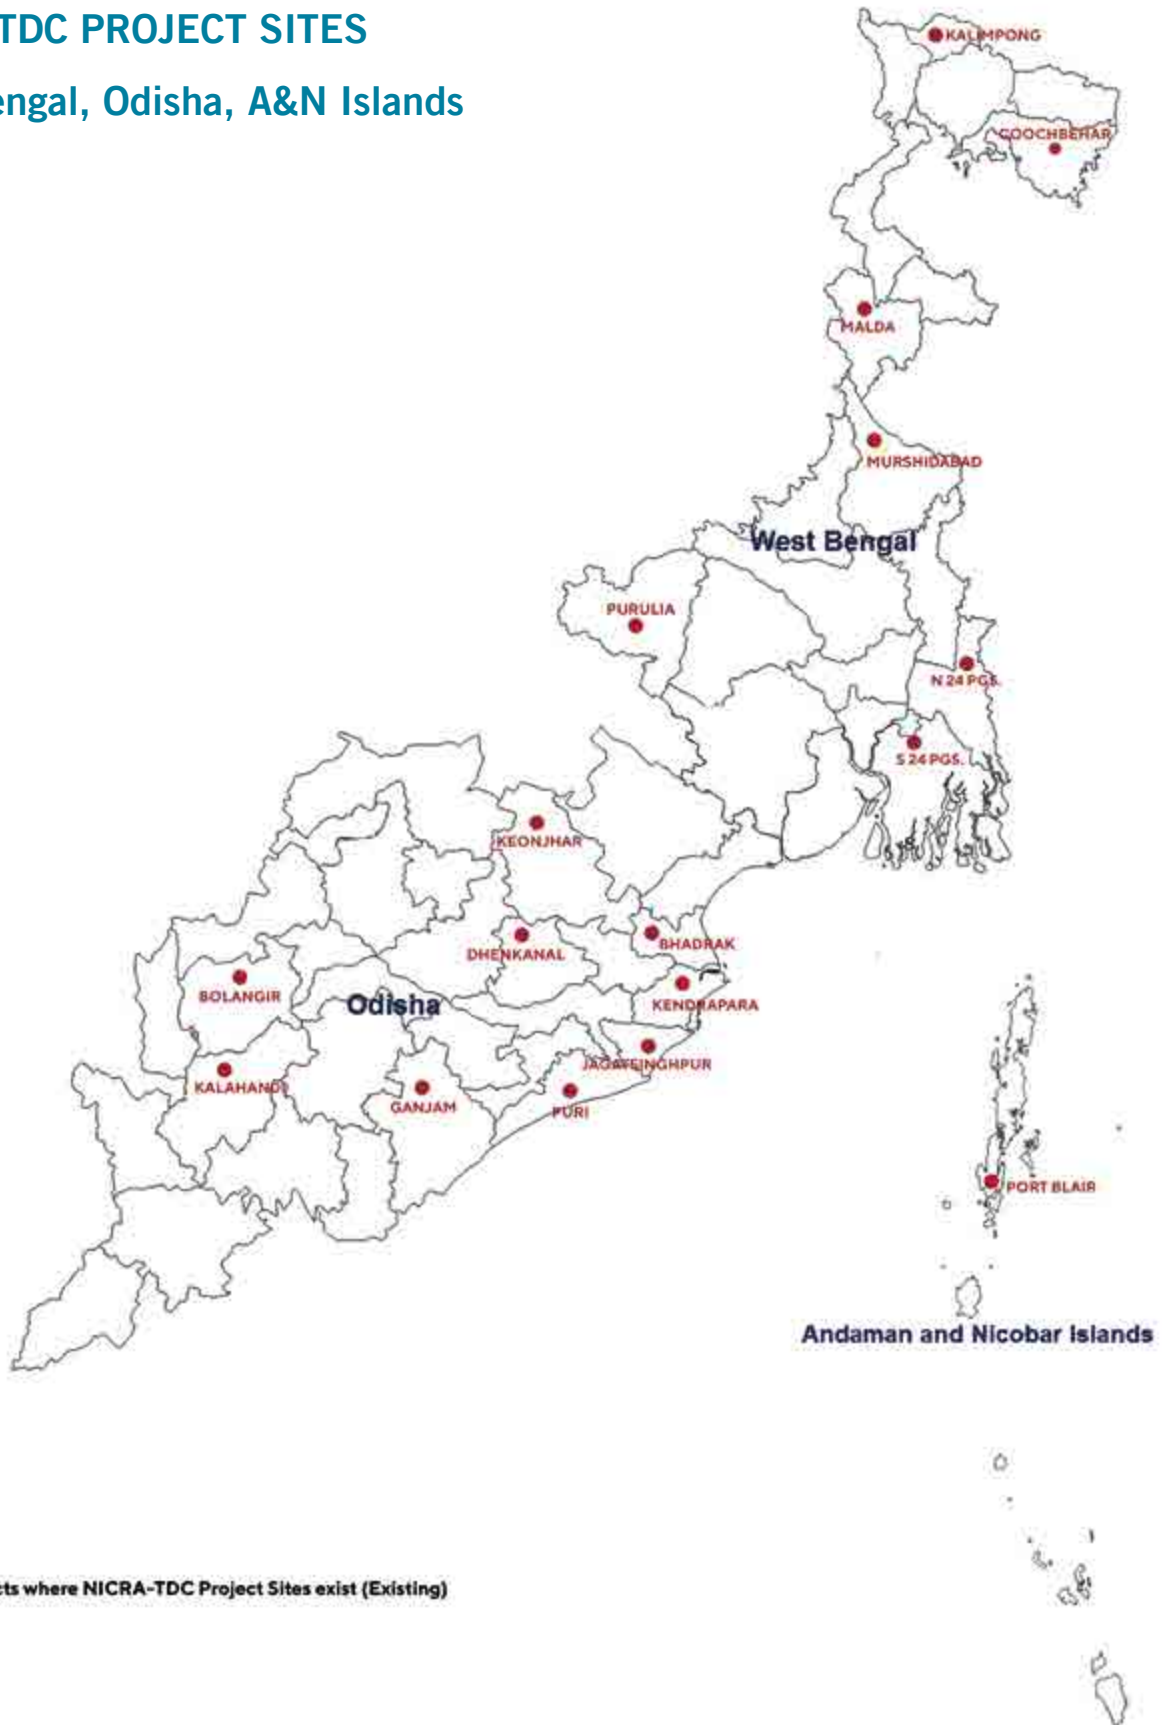 TDC PROJECT SITES
engal, Odisha, A&N Islands
KALIMPONG
COOCHBEHAR
MALDA
MURSHIDABAD
West Bengal
PURULIA
N 24 PGS.
S 24 PGS.
KEONJHAR
BHADRAK
DHENKANAL
BOLANGIR
Odisha
KENDRAPARA
JAGATSINGHPUR
KALAHANDI
GANJAM
PURI
PORT BLAIR
Andaman and Nicobar Islands
cts where NICRA-TDC Project Sites exist (Existing)